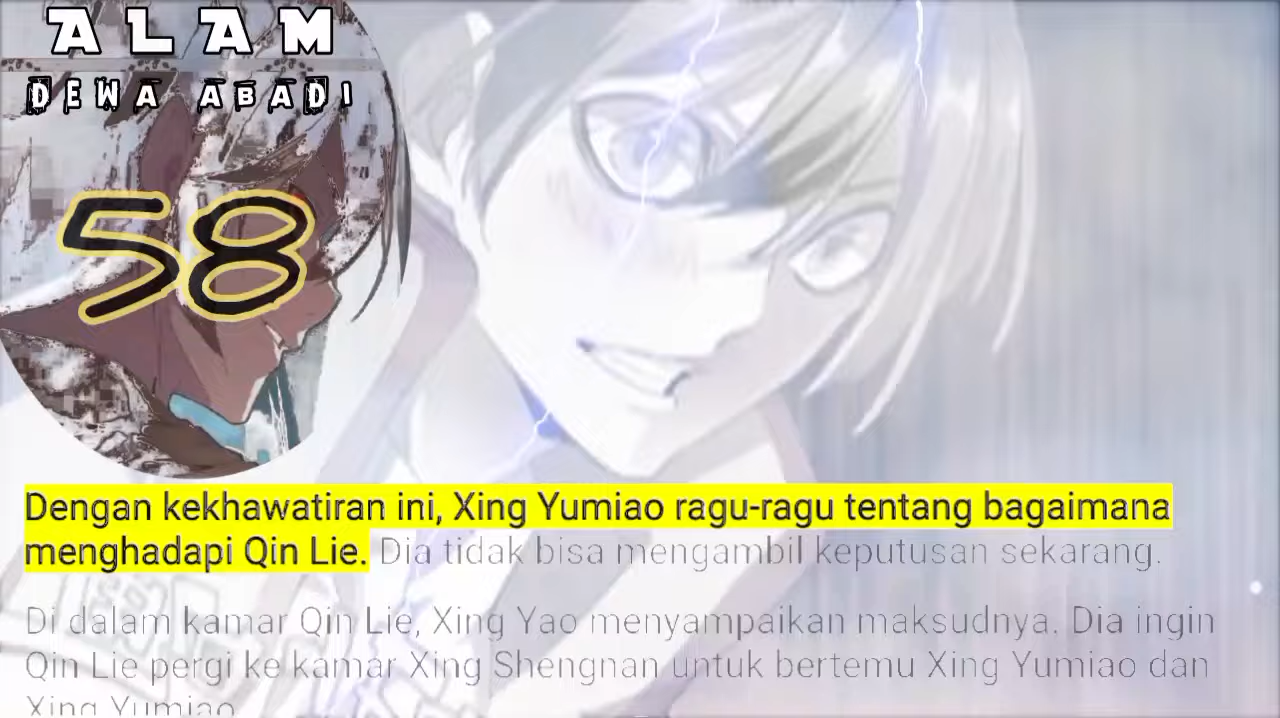 ALAM
DEWA ABADI
58
Dengan kekhawatiran ini, Xing Yumiao ragu-ragu tentang bagaimana
menghadapi Qin Lie. Dia tidak bisa mengambil keputusan sekarang.
Di dalam kamar Qin Lie, Xing Yao menyampaikan maksudnya. Dia ingin
Qin Lie pergi ke kamar Xing Shengnan untuk bertemu Xing Yumiao dan
Xing Yumiao